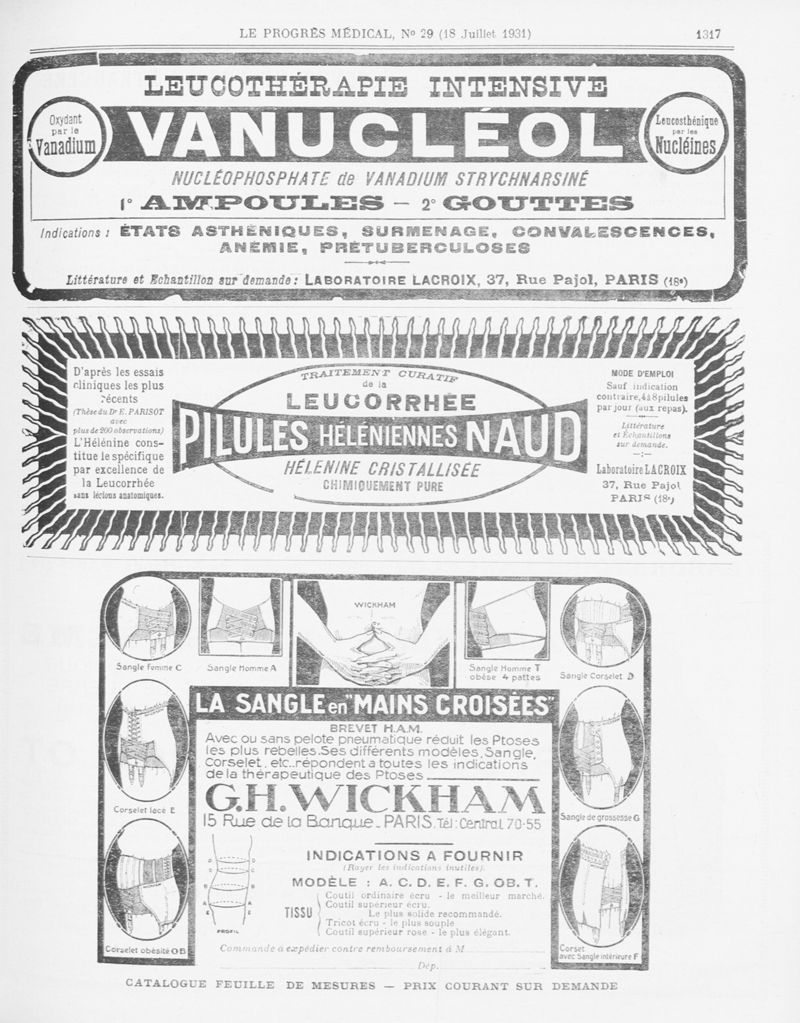 LE PROGRÈS MÉDICAL, No 29 (18 Juillet 1931) 1317
LEUCOTHÉRAPIE INTENSIVE
Oxydant
par le
Vanadium
VANUCLÉOL
Leucosthénique
par les
Nucléines
NUCLÉOPHOSPHATE de VANADIUM STRYCHNARSINÉ
1° AMPOULES — 2° GOUTTES
Indications : ÉTATS ASTHÉNIQUES, SURMENAGE, CONVALESCENCES,
ANÉMIE, PRÉTUBERCULOSES
Littérature et Echantillon sur demande : LABORATOIRE LACROIX, 37, Rue Pajol, PARIS (18e)
D'après les essais
cliniques les plus
récents
(Thèse du Dr E. PARISOT
avec
plus de 200 observations)
L'Hélénine cons-
titue le spécifique
par excellence de
la Leucorrhée
sans lécions anatomiques.
TRAITEMENT CURATIF
de la
LEUCORRHÉE
PILULES HÉLÉNIENNES NAUD
HÉLENINE CRISTALLISÉE
CHIMIQUEMENT PURE
MODE D'EMPLOI
Sauf indication
contraire, 4 à 8 pilules
par jour (aux repas).
Littérature
et Échantillons
sur demande.
Laboratoire LACROIX
37, Rue Pajol
PARIS (18e)
WICKHAM
Sangle femme C
Sangle Homme A
Sangle Homme T
obèse 4 pattes
Sangle Corselet D
LA SANGLE en "MAINS CROISÉES"
BREVET H.A.M.
Avec ou sans pelote pneumatique réduit les Ptoses
les plus rebelles. Ses différents modèles, Sangle,
Corselet, etc.. répondent a toutes les indications
de la thérapeutique des Ptoses
G.H. WICKHAM
15 Rue de la Banque - PARIS. Tél: Central 70-55
Corselet lacé E
Sangle de grossesse G
INDICATIONS A FOURNIR
(Rayer les indications inutiles).
MODÈLE : A. C. D. E. F. G. OB. T.
TISSU
Coutil ordinaire écru - le meilleur marché.
Coutil supérieur écru.
Le plus solide recommandé.
Tricot écru - le plus souple
Coutil supérieur rose - le plus élégant.
D D
C C
B B
A A
E E
PROFIL
Corselet obésité OB
Corset
avec Sangle intérieure F
Commande a expédier contre remboursement à M
Dép.
CATALOGUE FEUILLE DE MESURES — PRIX COURANT SUR DEMANDE